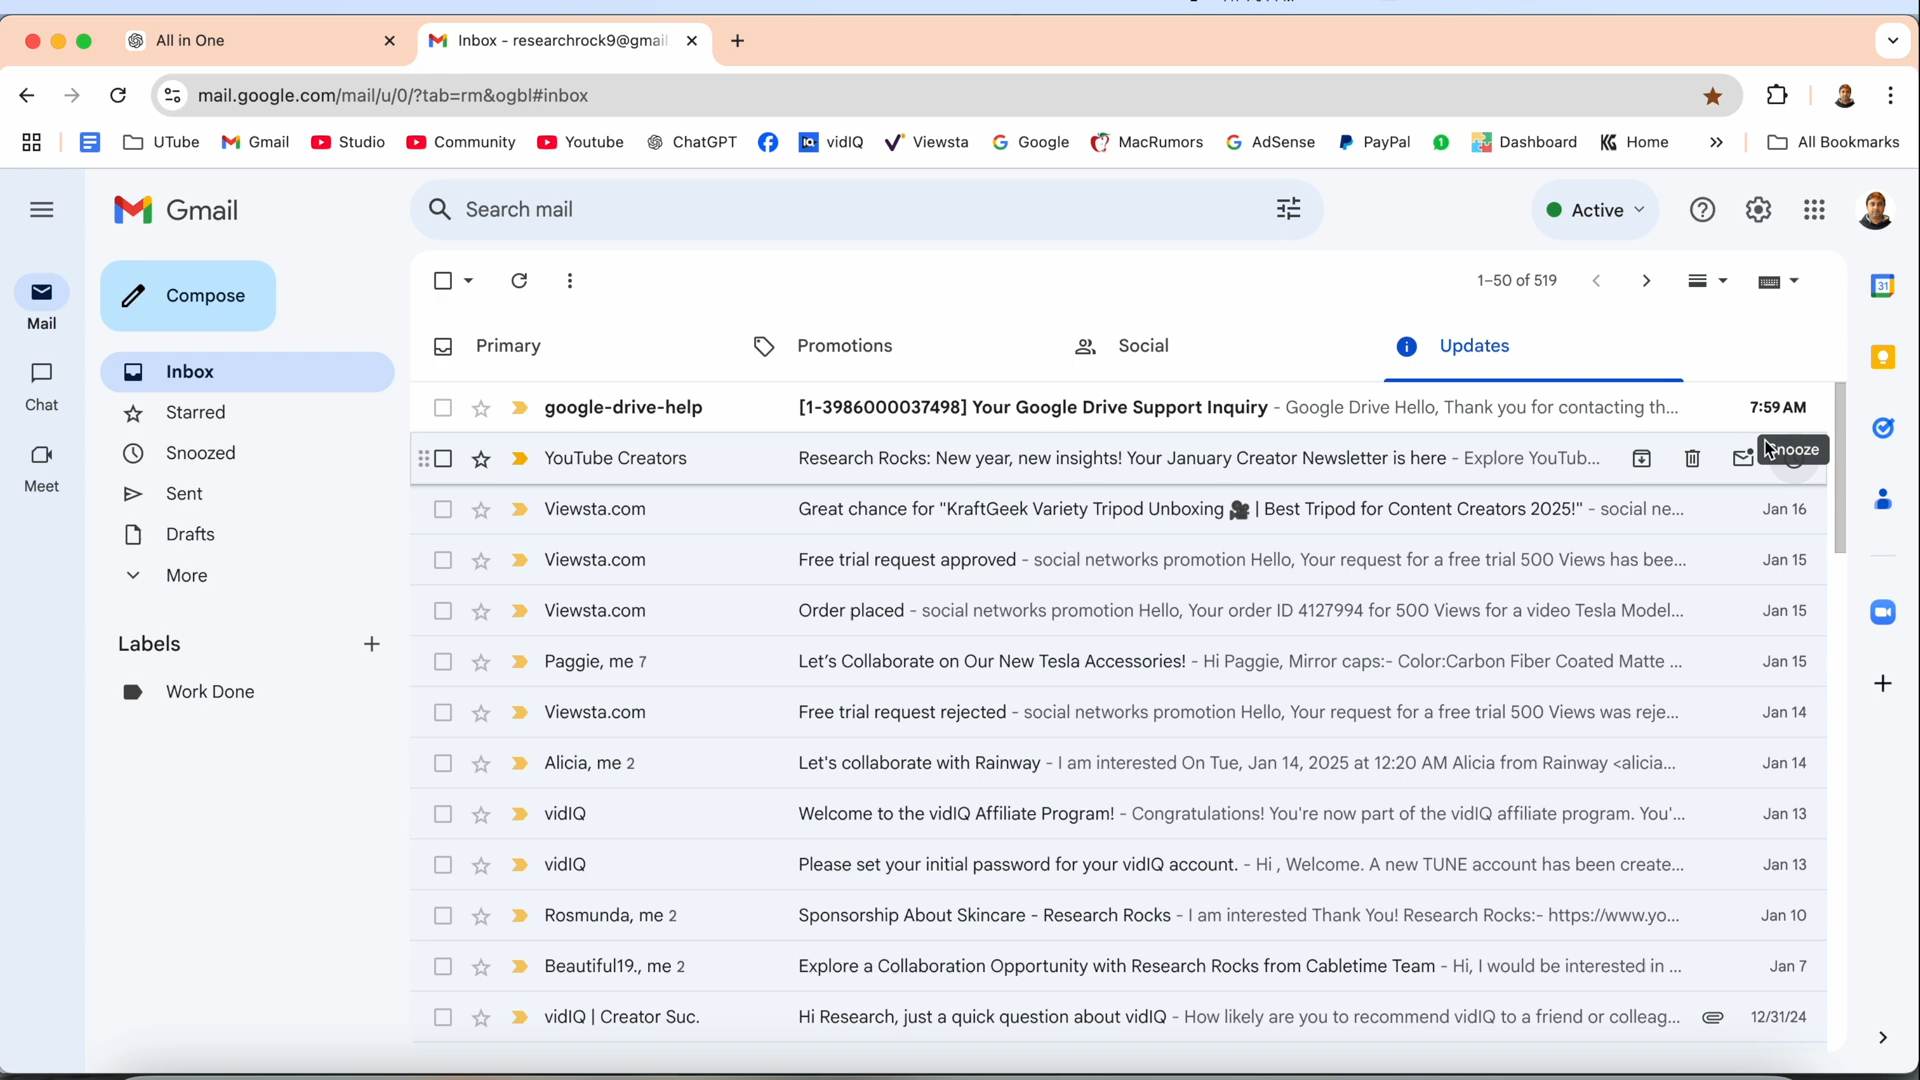 All in One
Inbox - researchrock9@gmail
mail.google.com/mail/u/0/?tab=rm&ogbl#inbox
UTube Gmail Studio Community Youtube ChatGPT vidIQ Viewsta Google MacRumors AdSense PayPal 1 Dashboard Home » All Bookmarks
Gmail
Search mail
Active
Compose
Mail
Chat
Meet
Inbox
Starred
Snoozed
Sent
Drafts
More
Labels
Work Done
1–50 of 519
Primary Promotions Social Updates
google-drive-help [1-3986000037498] Your Google Drive Support Inquiry - Google Drive Hello, Thank you for contacting th... 7:59 AM
YouTube Creators Research Rocks: New year, new insights! Your January Creator Newsletter is here - Explore YouTub...
Viewsta.com Great chance for "KraftGeek Variety Tripod Unboxing 🎥 | Best Tripod for Content Creators 2025!" - social ne... Jan 16
Viewsta.com Free trial request approved - social networks promotion Hello, Your request for a free trial 500 Views has bee... Jan 15
Viewsta.com Order placed - social networks promotion Hello, Your order ID 4127994 for 500 Views for a video Tesla Model... Jan 15
Paggie, me 7 Let's Collaborate on Our New Tesla Accessories! - Hi Paggie, Mirror caps:- Color:Carbon Fiber Coated Matte ... Jan 15
Viewsta.com Free trial request rejected - social networks promotion Hello, Your request for a free trial 500 Views was reje... Jan 14
Alicia, me 2 Let's collaborate with Rainway - I am interested On Tue, Jan 14, 2025 at 12:20 AM Alicia from Rainway <alicia... Jan 14
vidIQ Welcome to the vidIQ Affiliate Program! - Congratulations! You're now part of the vidIQ affiliate program. You'... Jan 13
vidIQ Please set your initial password for your vidIQ account. - Hi , Welcome. A new TUNE account has been create... Jan 13
Rosmunda, me 2 Sponsorship About Skincare - Research Rocks - I am interested Thank You! Research Rocks:- https://www.yo... Jan 10
Beautiful19., me 2 Explore a Collaboration Opportunity with Research Rocks from Cabletime Team - Hi, I would be interested in ... Jan 7
vidIQ | Creator Suc. Hi Research, just a quick question about vidIQ - How likely are you to recommend vidIQ to a friend or colleag... 12/31/24
31